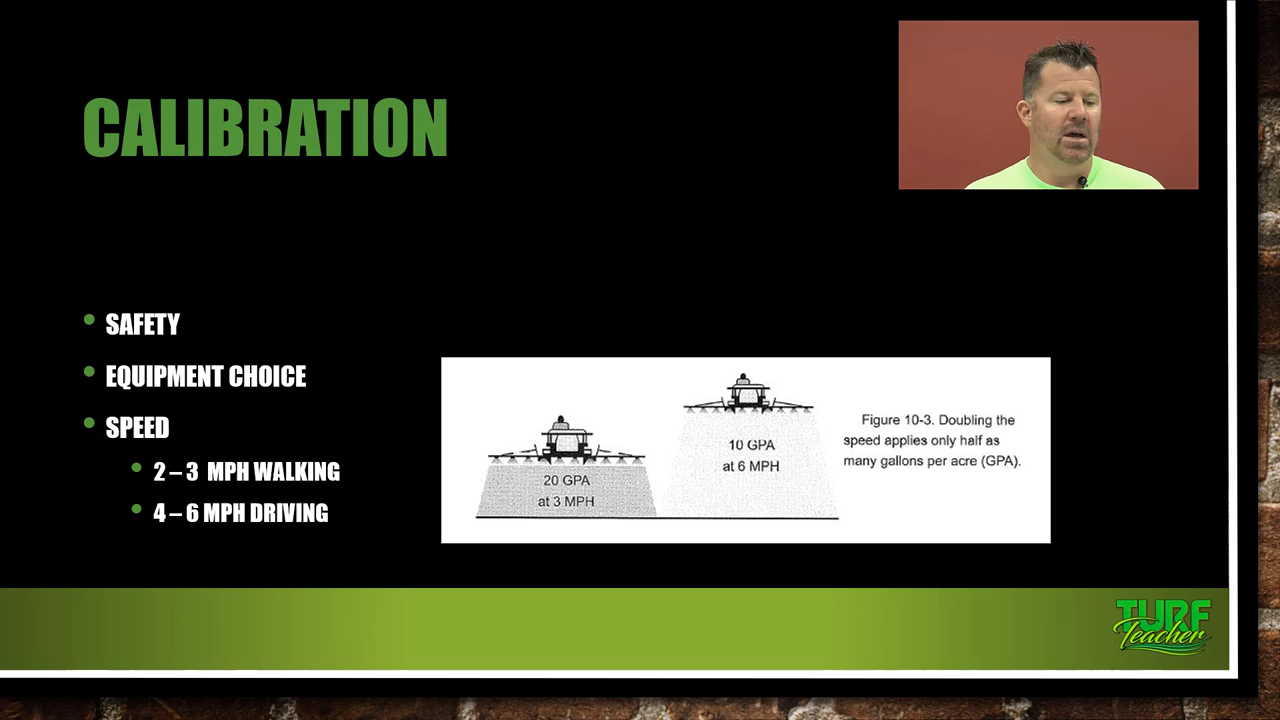 CALIBRATION
SAFETY
EQUIPMENT CHOICE
SPEED
2 – 3 MPH WALKING
4 – 6 MPH DRIVING
20 GPA
at 3 MPH
10 GPA
at 6 MPH
Figure 10-3. Doubling the
speed applies only half as
many gallons per acre (GPA).
TURF
Teacher